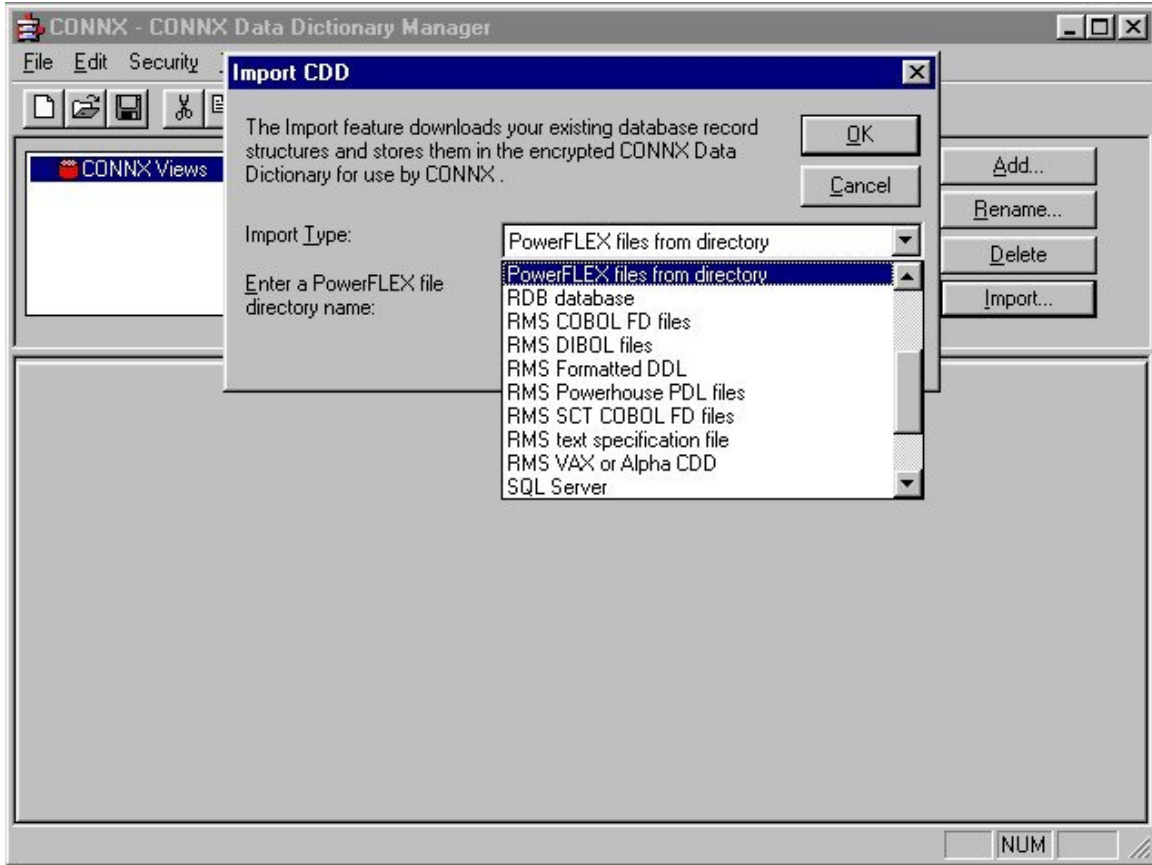 CONNX - CONNX Data Dictionary Manager
File Edit Security
Import CDD
The Import feature downloads your existing database record
structures and stores them in the encrypted CONNX Data
Dictionary for use by CONNX .
OK
Cancel
CONNX Views
Add...
Rename...
Delete
Import...
Import Type:
PowerFLEX files from directory
Enter a PowerFLEX file
directory name:
PowerFLEX files from directory
RDB database
RMS COBOL FD files
RMS DIBOL files
RMS Formatted DDL
RMS Powerhouse PDL files
RMS SCT COBOL FD files
RMS text specification file
RMS VAX or Alpha CDD
SQL Server
NUM